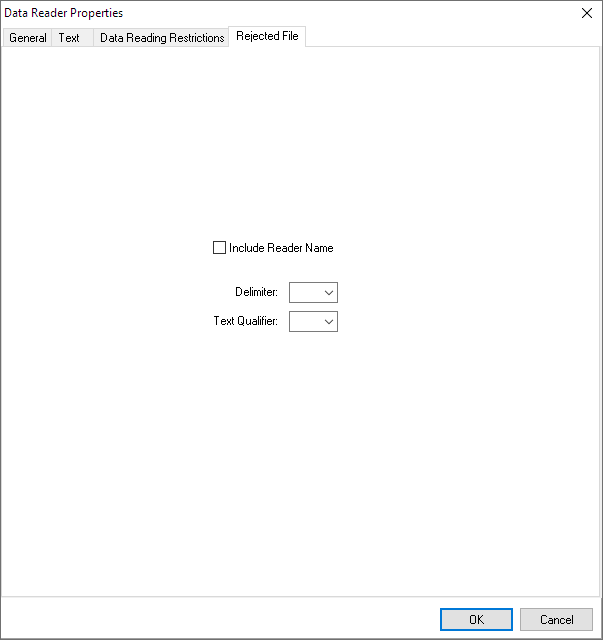 Data Reader Properties
General Text Data Reading Restrictions Rejected File
Include Reader Name
Delimiter:
Text Qualifier:
OK Cancel